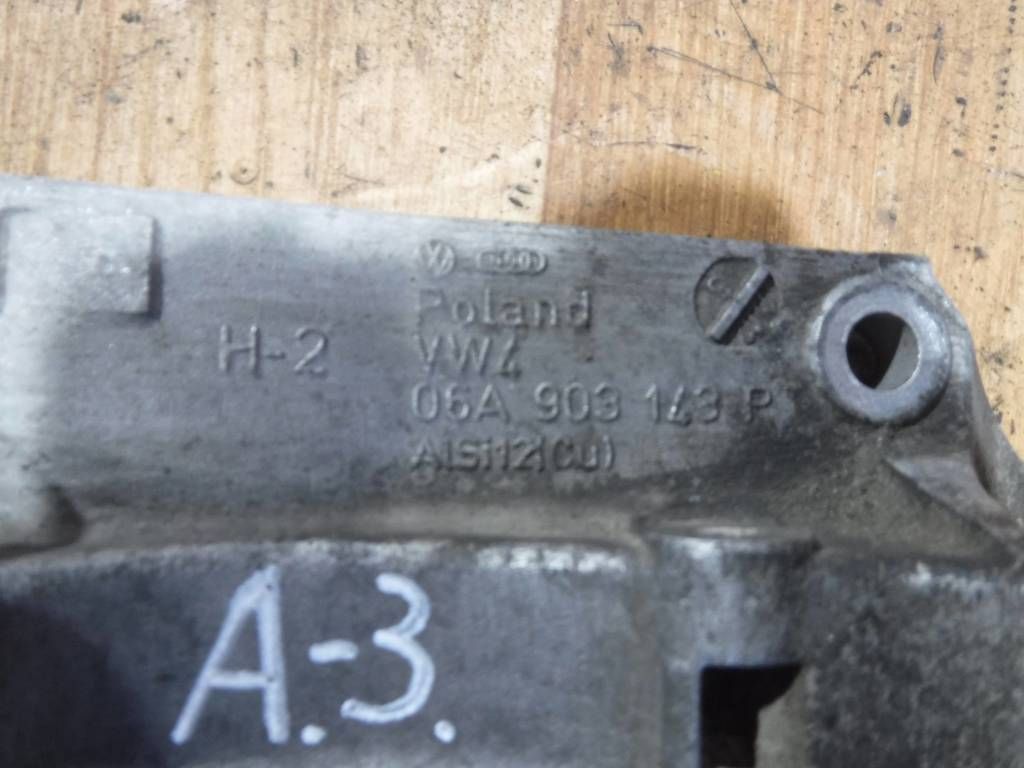 Poland
H-2
VW4
06A 903 143 P
AlSi12(Cu)
A.-3.